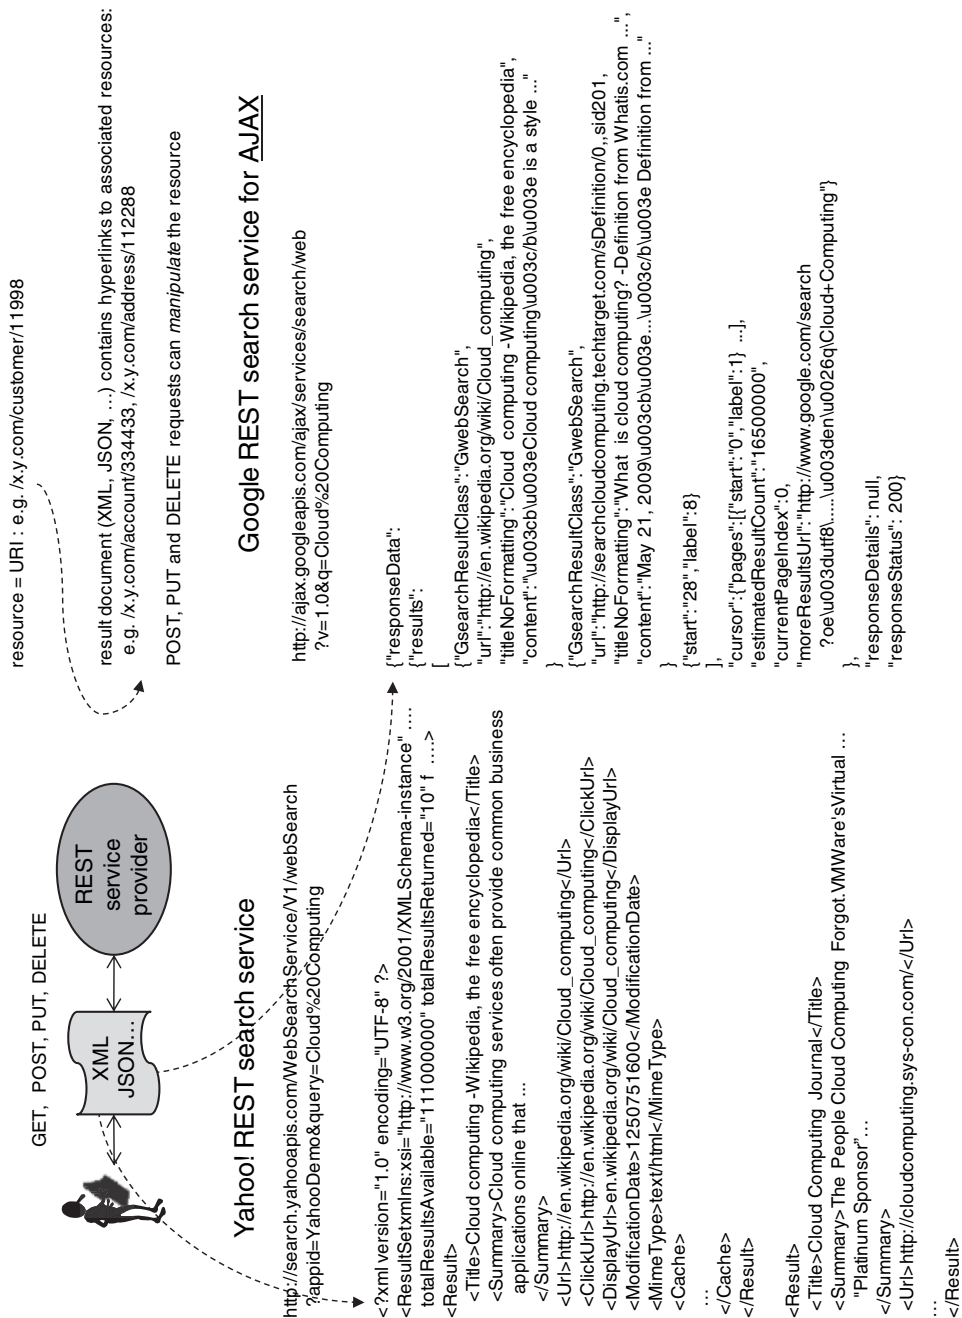 GET, POST, PUT, DELETE
XML
JSON…
REST
service
provider
resource = URI : e.g. /x.y.com/customer/11998
result document (XML, JSON, …) contains hyperlinks to associated resources:
e.g. /x.y.com/account/334433, /x.y.com/address/112288
POST, PUT and DELETE requests can manipulate the resource
Yahoo! REST search service
http://search.yahooapis.com/WebSearchService/V1/webSearch
?appid=YahooDemo&query=Cloud%20Computing
<?xml version="1.0" encoding="UTF-8" ?>
<ResultSetxmlns:xsi="http://www.w3.org/2001/XMLSchema-instance" ….
totalResultsAvailable="111000000" totalResultsReturned="10" f ….>
<Result>
<Title>Cloud computing -Wikipedia, the free encyclopedia</Title>
<Summary>Cloud computing services often provide common business
applications online that ...
</Summary>
<Url>http://en.wikipedia.org/wiki/Cloud_computing</Url>
<ClickUrl>http://en.wikipedia.org/wiki/Cloud_computing</ClickUrl>
<DisplayUrl>en.wikipedia.org/wiki/Cloud_computing</DisplayUrl>
<ModificationDate>1250751600</ModificationDate>
<MimeType>text/html</MimeType>
<Cache>
…
</Cache>
</Result>
<Result>
<Title>Cloud Computing Journal</Title>
<Summary>The People Cloud Computing Forgot.VMWare'sVirtual …
"Platinum Sponsor"…
</Summary>
<Url>http://cloudcomputing.sys-con.com/</Url>
…
</Result>
Google REST search service for AJAX
http://ajax.googleapis.com/ajax/services/search/web
?v=1.0&q=Cloud%20Computing
{"responseData":
{"results":
[
{"GsearchResultClass":"GwebSearch",
"url":"http://en.wikipedia.org/wiki/Cloud_computing",
"titleNoFormatting":"Cloud computing -Wikipedia, the free encyclopedia",
"content":"\u003cb\u003eCloud computing\u003c/b\u003e is a style ..."
}
{"GsearchResultClass":"GwebSearch",
"url":"http://searchcloudcomputing.techtarget.com/sDefinition/0,,sid201,
"titleNoFormatting":"What is cloud computing? -Definition from Whatis.com ...",
"content":"May 21, 2009\u003cb\u003e...\u003c/b\u003e Definition from ..."
}
{"start":"28","label":8}
],
"cursor":{"pages":[{"start":"0","label":1} ...],
"estimatedResultCount":"16500000",
"currentPageIndex":0,
"moreResultsUrl":"http://www.google.com/search
?oe\u003dutf8\.....\u003den\u0026q\Cloud+Computing"}
},
"responseDetails": null,
"responseStatus": 200}